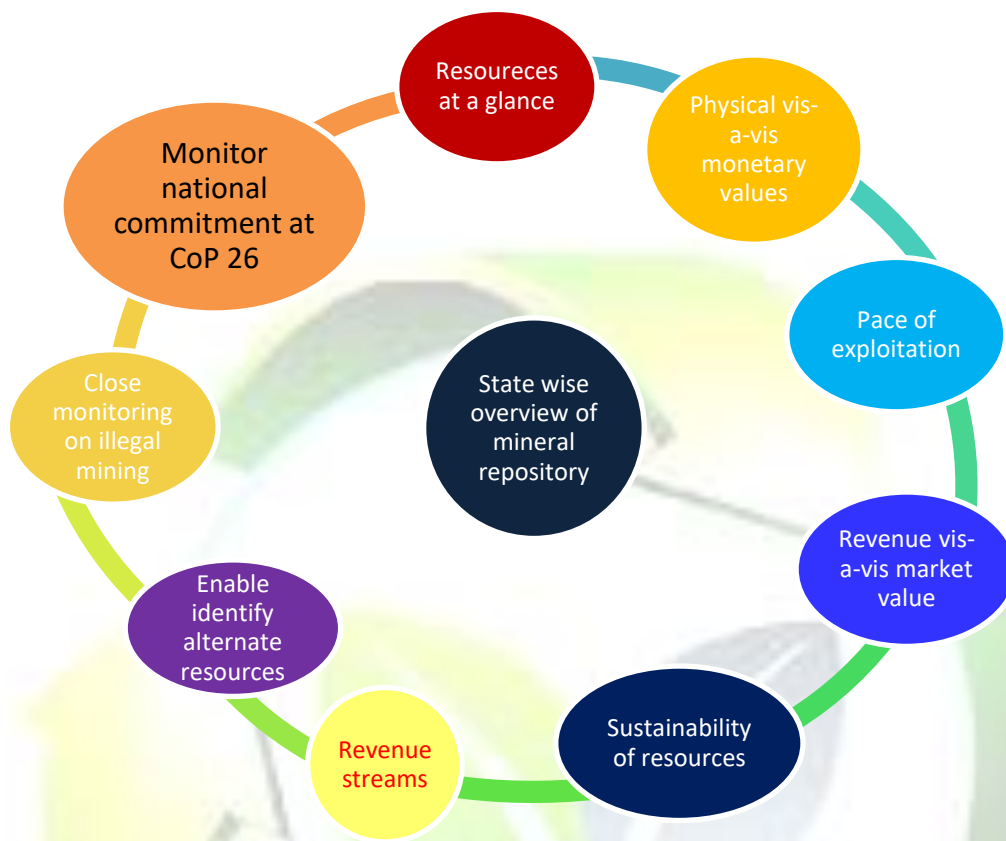 Resoureces
at a glance
Physical vis-
a-vis
monetary
values
Pace of
exploitation
Revenue vis-
a-vis market
value
Sustainability
of resources
Revenue
streams
Enable
identify
alternate
resources
Close
monitoring
on illegal
mining
Monitor
national
commitment at
CoP 26
State wise
overview of
mineral
repository